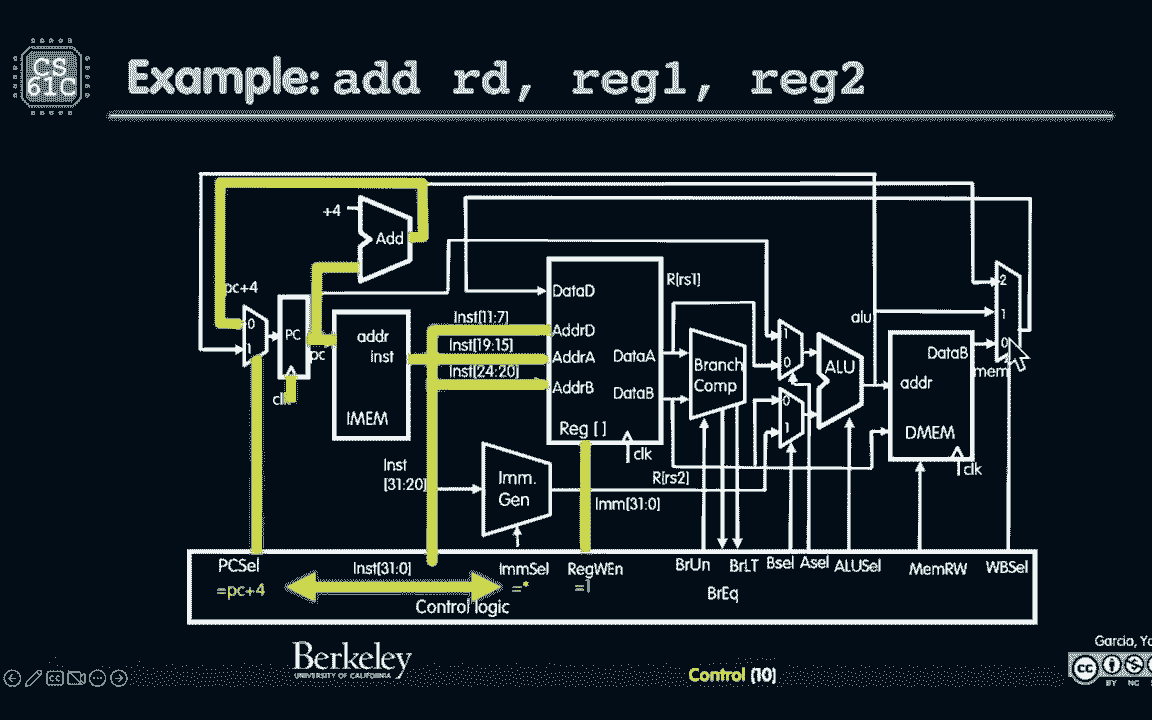 CS
61C
Example: add rd, reg1, reg2
+4
Add
pc+4
0
1
PC
pc
clk
addr
inst
IMEM
Inst[11:7]
Inst[19:15]
Inst[24:20]
DataD
AddrD
AddrA
AddrB
DataA
DataB
Reg [ ]
clk
R[rs1]
R[rs2]
Inst
[31:20]
Imm.
Gen
Imm[31:0]
Branch
Comp
1
0
0
1
ALU
alu
addr
DataB
DMEM
clk
mem
2
1
0
PCSel
=pc+4
Inst[31:0]
ImmSel
=*
RegWEn
=1
BrUn
BrEq
BrLT
Bsel
Asel
ALUSel
MemRW
WBSel
Control logic
Berkeley
UNIVERSITY OF CALIFORNIA
Control (10)
Garcia,
CC
cc
BY NC